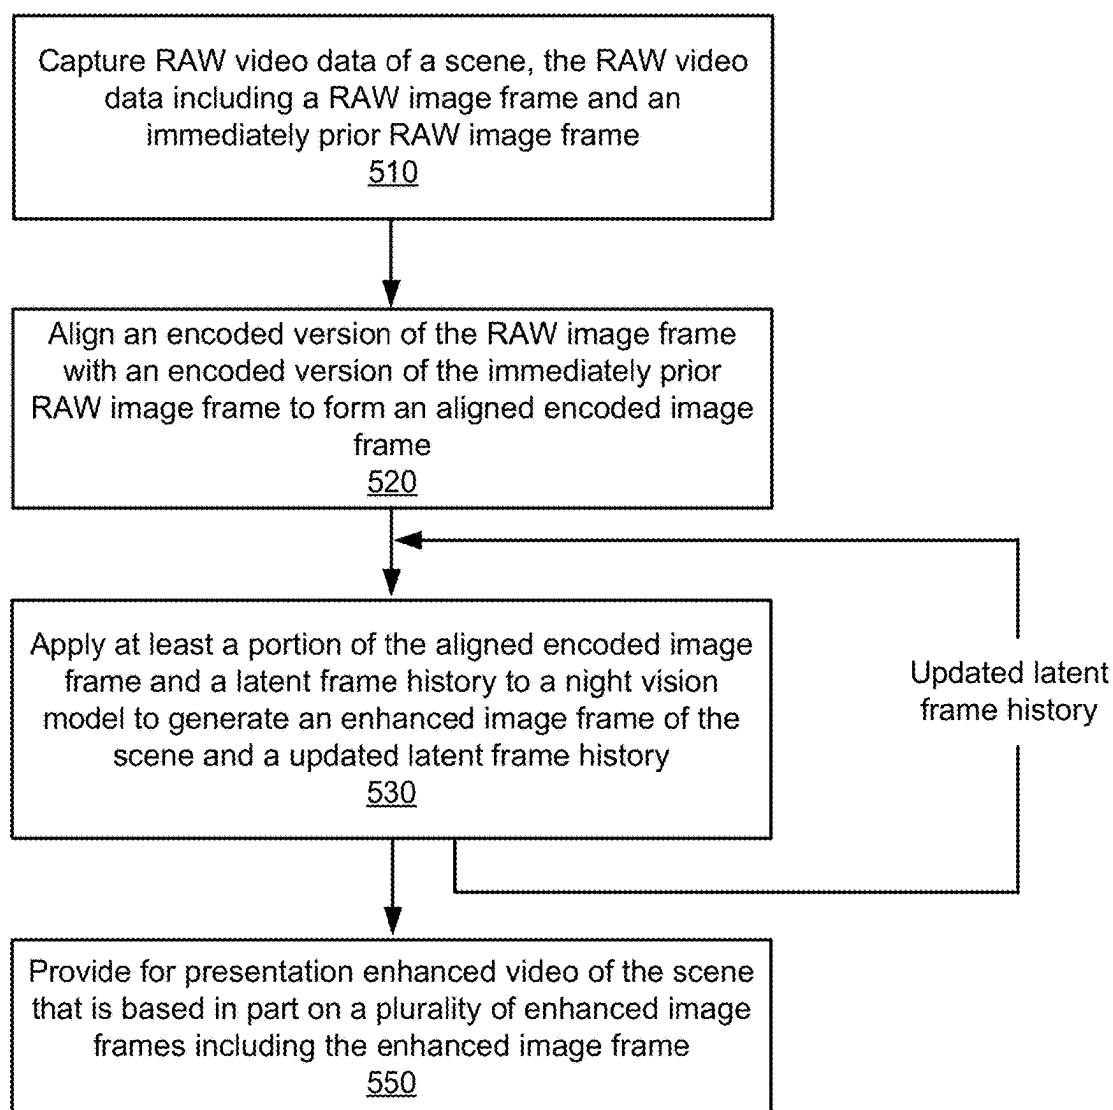 Capture RAW video data of a scene, the RAW video
data including a RAW image frame and an
immediately prior RAW image frame
510
Align an encoded version of the RAW image frame
with an encoded version of the immediately prior
RAW image frame to form an aligned encoded image
frame
520
Apply at least a portion of the aligned encoded image
frame and a latent frame history to a night vision
model to generate an enhanced image frame of the
scene and a updated latent frame history
530
Updated latent
frame history
Provide for presentation enhanced video of the scene
that is based in part on a plurality of enhanced image
frames including the enhanced image frame
550